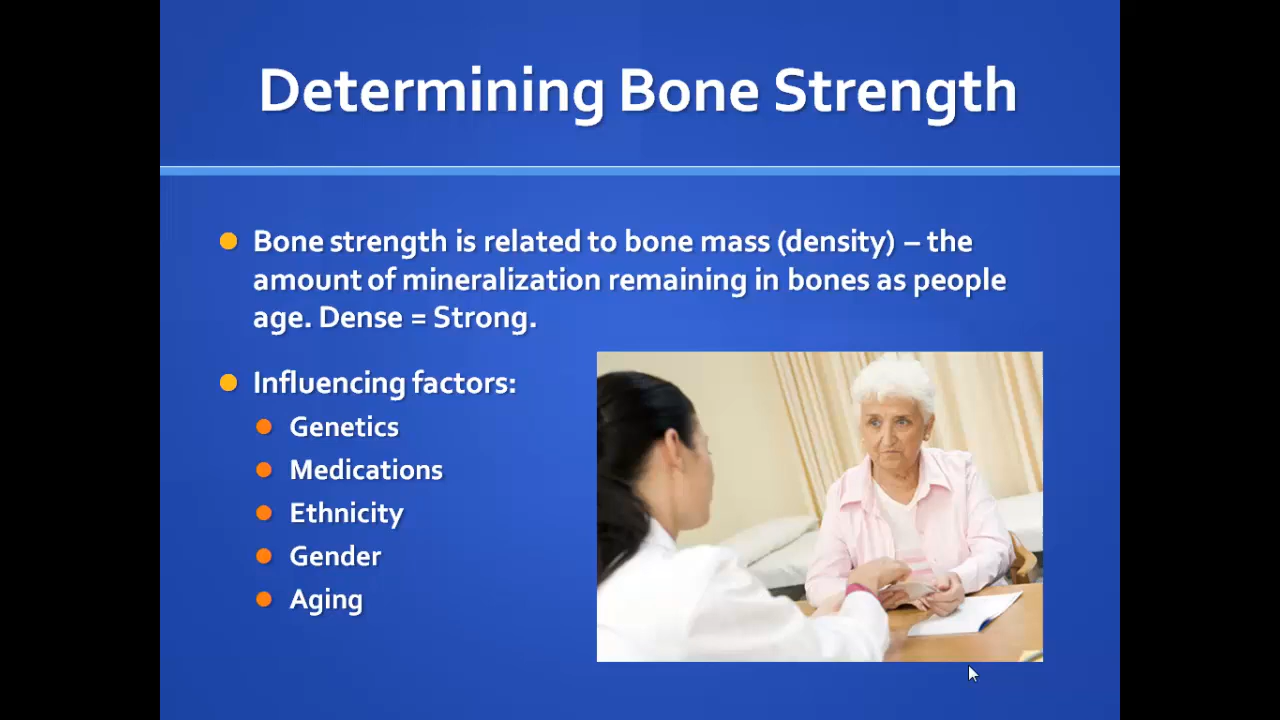 Determining Bone Strength
Bone strength is related to bone mass (density) – the
amount of mineralization remaining in bones as people
age. Dense = Strong.
Influencing factors:
Genetics
Medications
Ethnicity
Gender
Aging